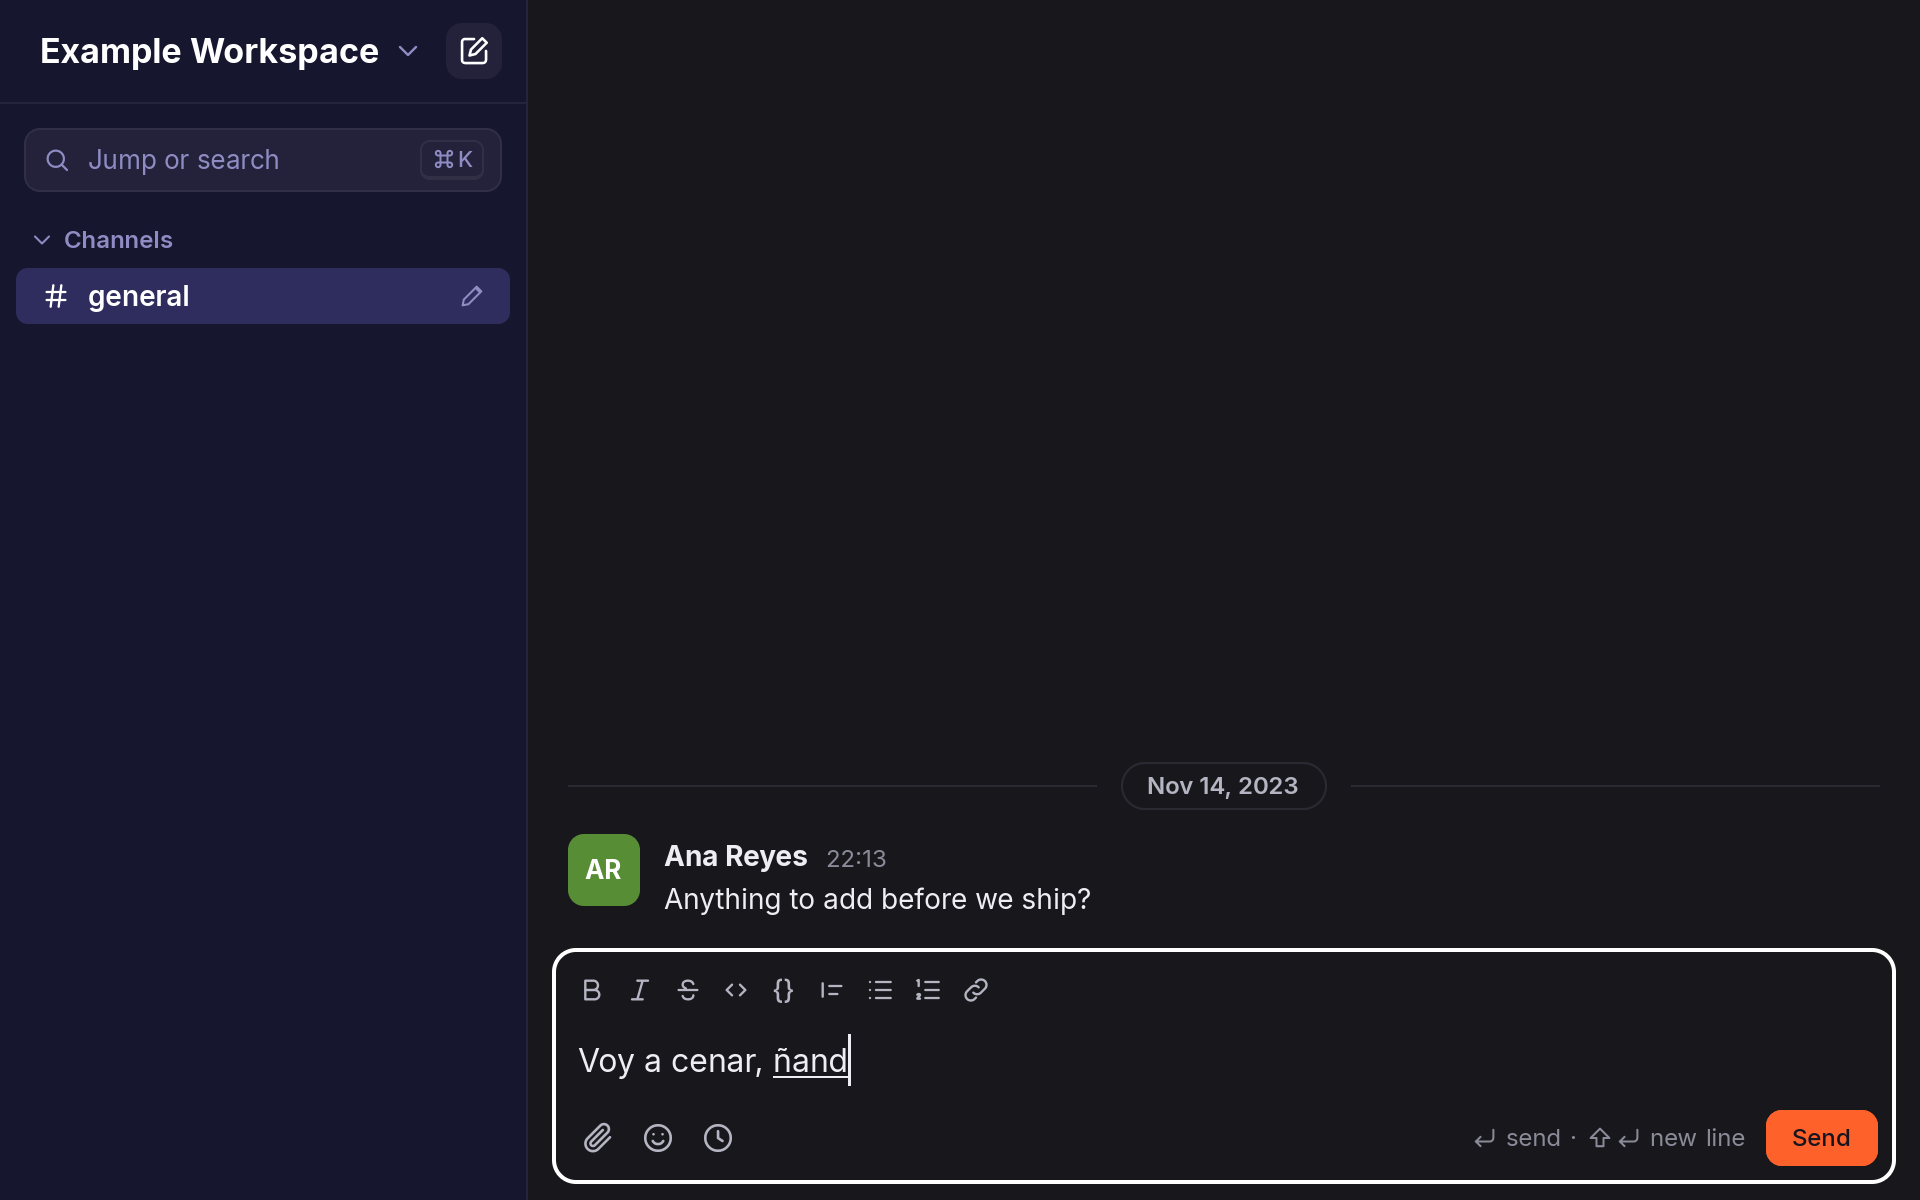 Example Workspace
Jump or search ⌘K
Channels
# general
Nov 14, 2023
AR
Ana Reyes 22:13
Anything to add before we ship?
Voy a cenar, ñand
send · new line
Send